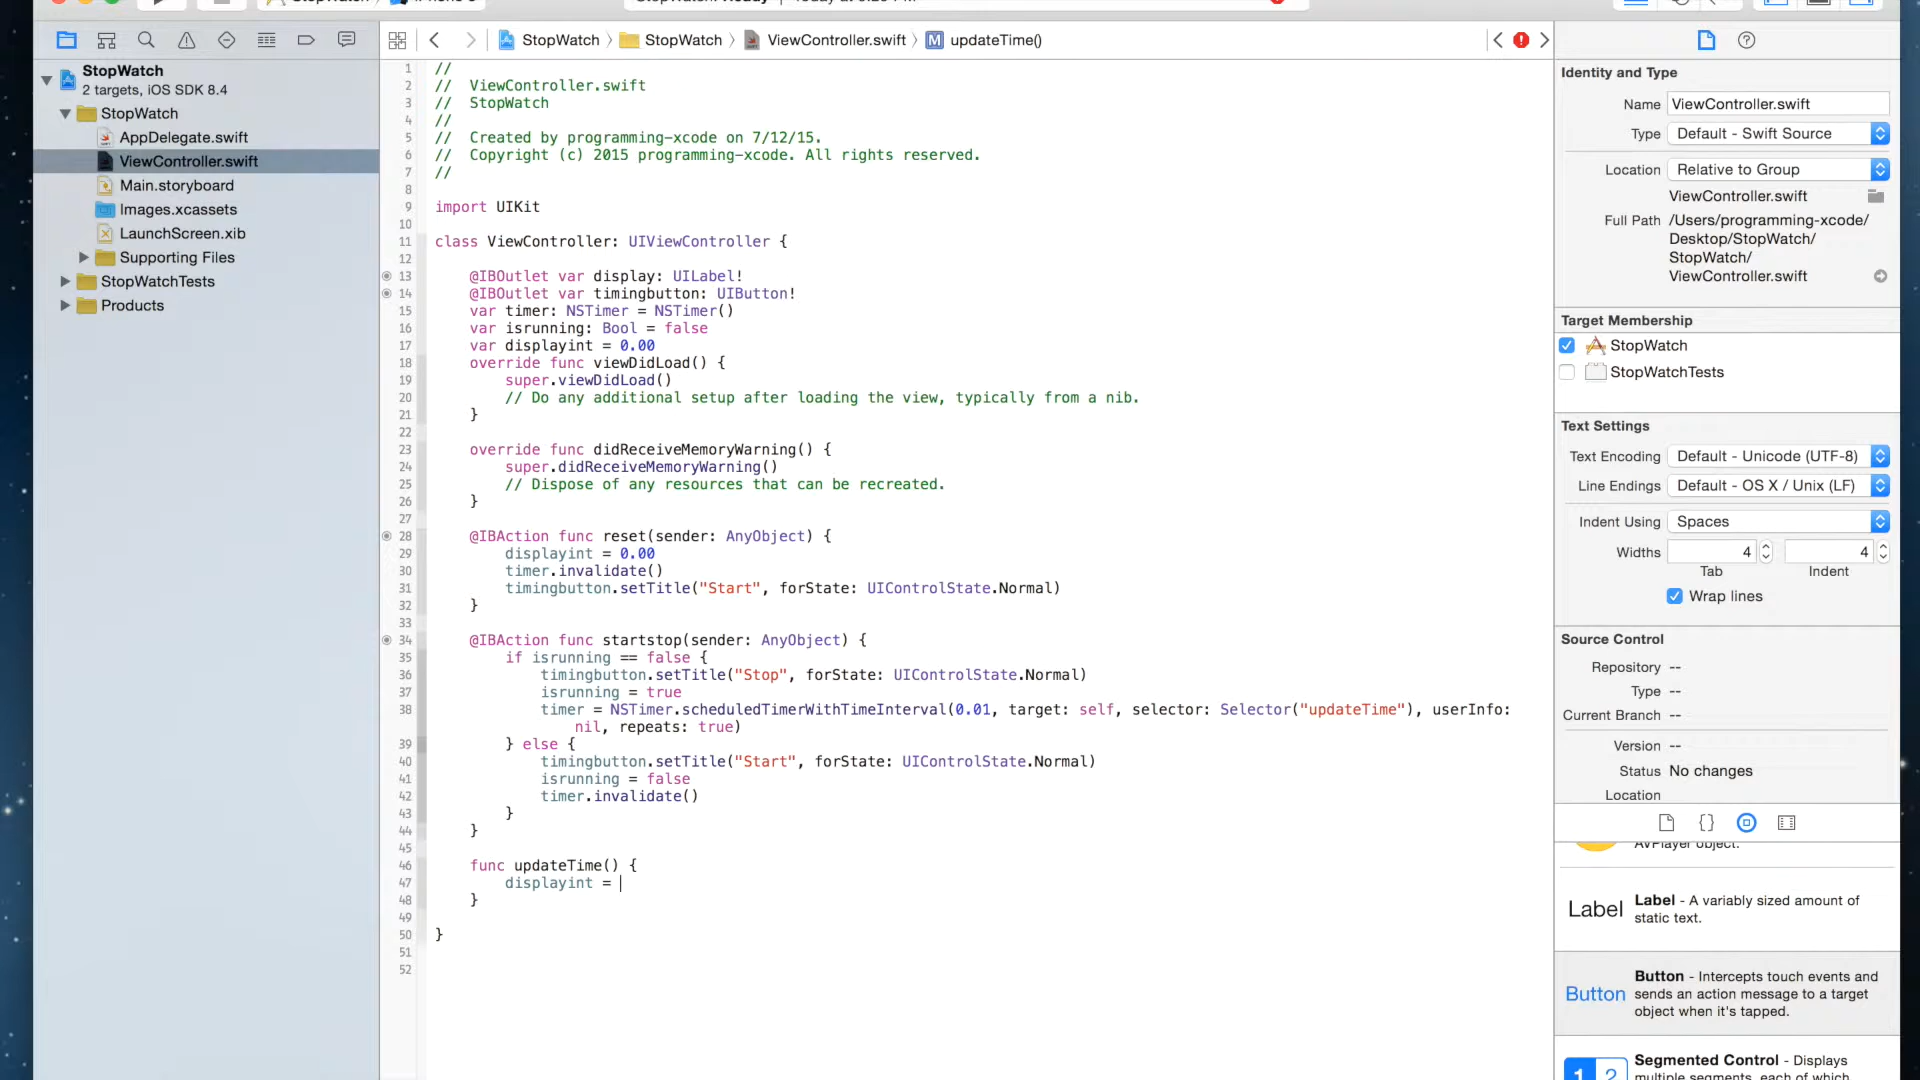 StopWatch
2 targets, iOS SDK 8.4
StopWatch
AppDelegate.swift
ViewController.swift
Main.storyboard
Images.xcassets
LaunchScreen.xib
Supporting Files
StopWatchTests
Products
StopWatch StopWatch ViewController.swift M updateTime()
1 //
2 //  ViewController.swift
3 //  StopWatch
4 //
5 //  Created by programming-xcode on 7/12/15.
6 //  Copyright (c) 2015 programming-xcode. All rights reserved.
7 //
8
9 import UIKit
10
11 class ViewController: UIViewController {
12
13     @IBOutlet var display: UILabel!
14     @IBOutlet var timingbutton: UIButton!
15     var timer: NSTimer = NSTimer()
16     var isrunning: Bool = false
17     var displayint = 0.00
18     override func viewDidLoad() {
19         super.viewDidLoad()
20         // Do any additional setup after loading the view, typically from a nib.
21     }
22
23     override func didReceiveMemoryWarning() {
24         super.didReceiveMemoryWarning()
25         // Dispose of any resources that can be recreated.
26     }
27
28     @IBAction func reset(sender: AnyObject) {
29         displayint = 0.00
30         timer.invalidate()
31         timingbutton.setTitle("Start", forState: UIControlState.Normal)
32     }
33
34     @IBAction func startstop(sender: AnyObject) {
35         if isrunning == false {
36             timingbutton.setTitle("Stop", forState: UIControlState.Normal)
37             isrunning = true
38             timer = NSTimer.scheduledTimerWithTimeInterval(0.01, target: self, selector: Selector("updateTime"), userInfo:
nil, repeats: true)
39         } else {
40             timingbutton.setTitle("Start", forState: UIControlState.Normal)
41             isrunning = false
42             timer.invalidate()
43         }
44     }
45
46     func updateTime() {
47         displayint =
48     }
49
50 }
51
52
Identity and Type
Name ViewController.swift
Type Default - Swift Source
Location Relative to Group
ViewController.swift
Full Path /Users/programming-xcode/
Desktop/StopWatch/
StopWatch/
ViewController.swift
Target Membership
StopWatch
StopWatchTests
Text Settings
Text Encoding Default - Unicode (UTF-8)
Line Endings Default - OS X / Unix (LF)
Indent Using Spaces
Widths 4 4
Tab Indent
Wrap lines
Source Control
Repository --
Type --
Current Branch --
Version --
Status No changes
Location
AVPlayer object.
Label Label - A variably sized amount of
static text.
Button Button - Intercepts touch events and
sends an action message to a target
object when it's tapped.
1 2 Segmented Control - Displays
multiple segments, each of which